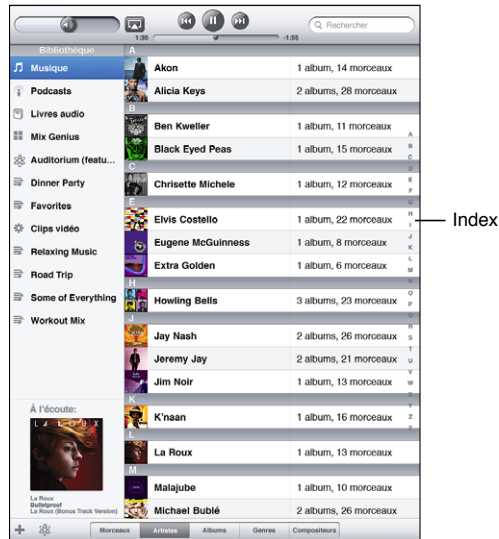 Rechercher
1:30
-1:55
Bibliothèque
Musique
Podcasts
Livres audio
Mix Genius
Auditorium (featu...
Dinner Party
Favorites
Clips vidéo
Relaxing Music
Road Trip
Some of Everything
Workout Mix
À l'écoute:
LA ROUX
La Roux
Bulletproof
La Roux (Bonus Track Version)
A
Akon 1 album, 14 morceaux
Alicia Keys 2 albums, 28 morceaux
B
Ben Kweller 1 album, 11 morceaux
Black Eyed Peas 1 album, 15 morceaux
C
Chrisette Michele 1 album, 12 morceaux
E
Elvis Costello 1 album, 22 morceaux
Eugene McGuinness 1 album, 8 morceaux
Extra Golden 1 album, 6 morceaux
H
Howling Bells 3 albums, 23 morceaux
J
Jay Nash 2 albums, 26 morceaux
Jeremy Jay 2 albums, 21 morceaux
Jim Noir 1 album, 13 morceaux
K
K'naan 1 album, 16 morceaux
L
La Roux 1 album, 13 morceaux
M
Malajube 1 album, 10 morceaux
Michael Bublé 2 albums, 26 morceaux
A
B
C
D
E
F
G
H
I
J
K
L
M
N
O
P
Q
R
S
T
U
V
W
X
Y
Z
Index
Morceaux
Artistes
Albums
Genres
Compositeurs